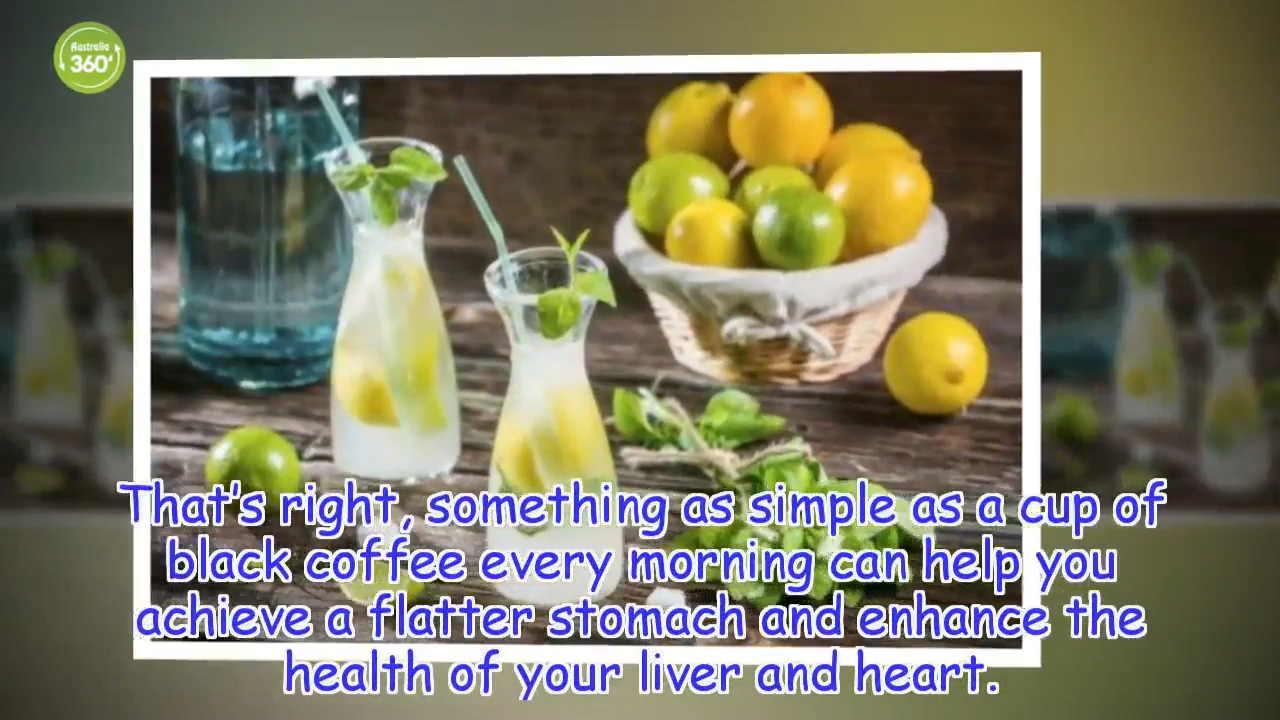 Australia
360°
That's right, something as simple as a cup of
black coffee every morning can help you
achieve a flatter stomach and enhance the
health of your liver and heart.